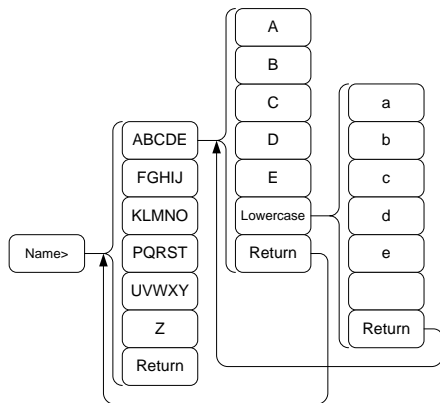 Name>
ABCDE
FGHIJ
KLMNO
PQRST
UVWXY
Z
Return
A
B
C
D
E
Lowercase
Return
a
b
c
d
e
Return